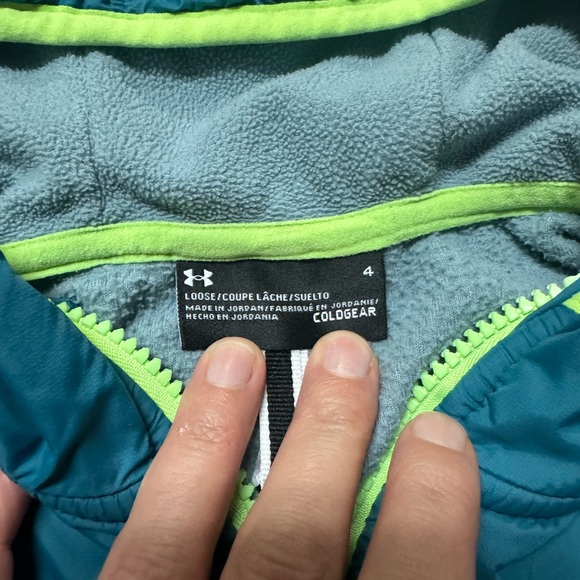 4
LOOSE/COUPE LÂCHE/SUELTO
MADE IN JORDAN/FABRIQUÉ EN JORDANIE/
HECHO EN JORDANIA COLDGEAR